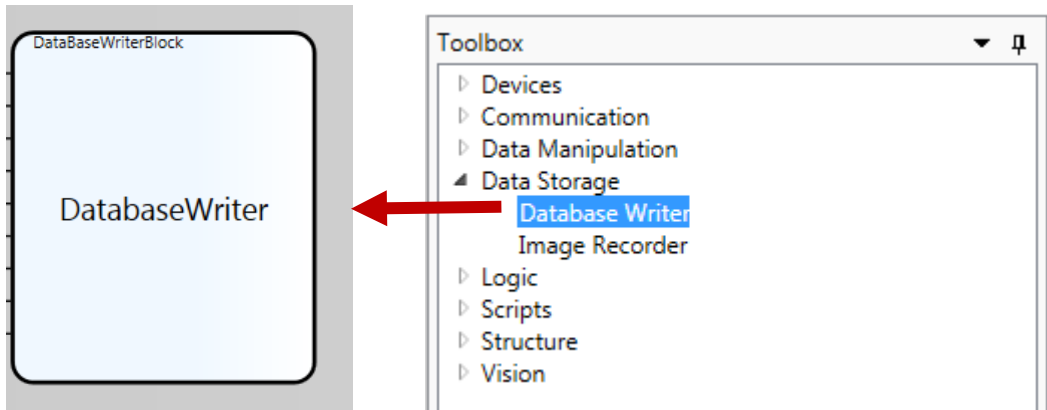 DataBaseWriterBlock
DatabaseWriter
Toolbox
Devices
Communication
Data Manipulation
Data Storage
Database Writer
Image Recorder
Logic
Scripts
Structure
Vision